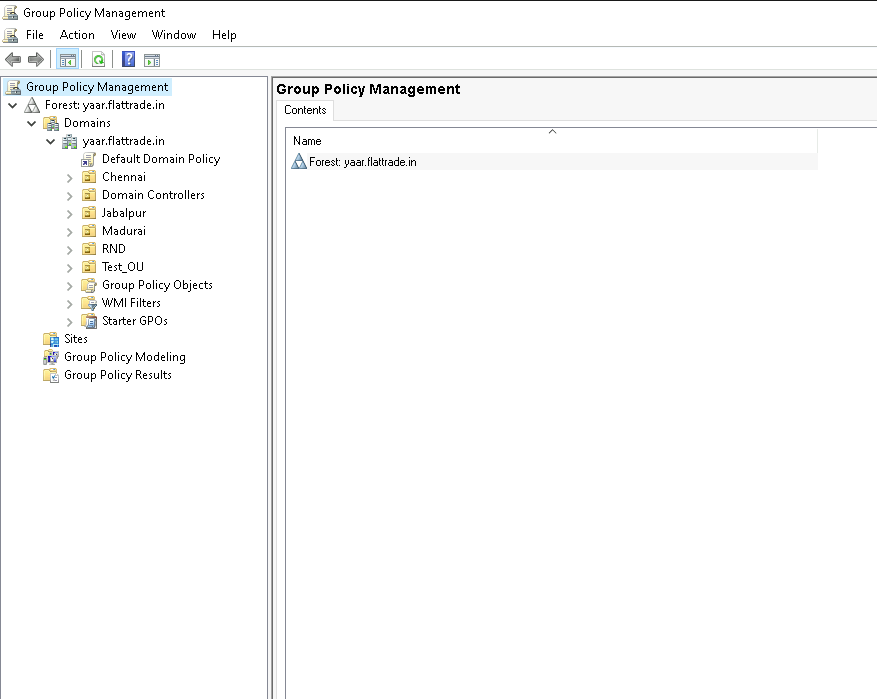 Group Policy Management
File Action View Window Help
Group Policy Management
Forest: yaar.flattrade.in
Domains
yaar.flattrade.in
Default Domain Policy
Chennai
Domain Controllers
Jabalpur
Madurai
RND
Test_OU
Group Policy Objects
WMI Filters
Starter GPOs
Sites
Group Policy Modeling
Group Policy Results
Group Policy Management
Contents
Name
Forest: yaar.flattrade.in